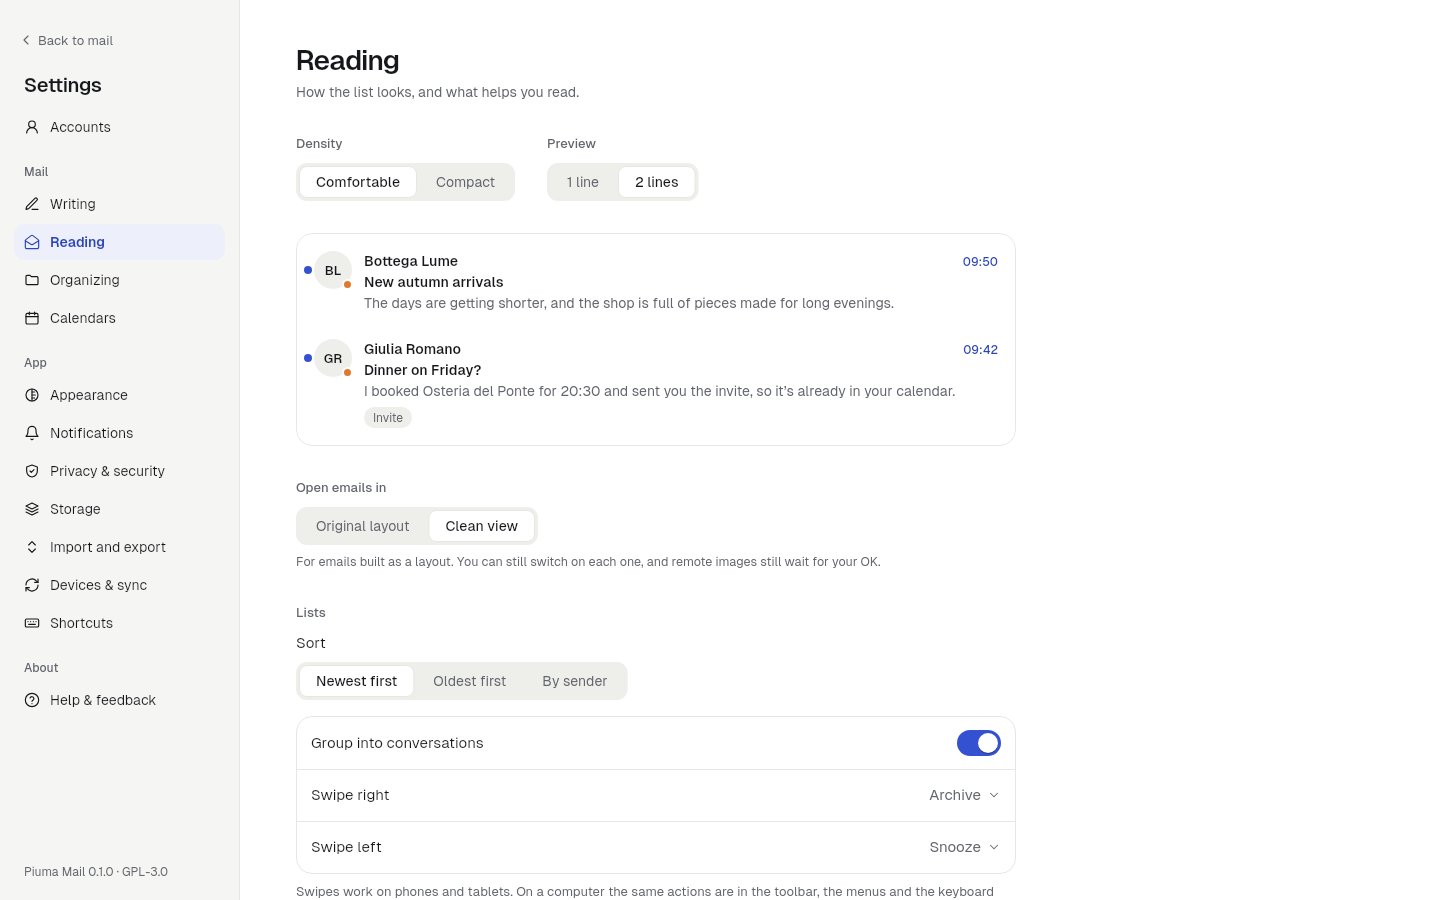 Back to mail
Settings
Accounts
Mail
Writing
Reading
Organizing
Calendars
App
Appearance
Notifications
Privacy & security
Storage
Import and export
Devices & sync
Shortcuts
About
Help & feedback
Piuma Mail 0.1.0 · GPL-3.0
Reading
How the list looks, and what helps you read.
Density
Comfortable
Compact
Preview
1 line
2 lines
BL
Bottega Lume
09:50
New autumn arrivals
The days are getting shorter, and the shop is full of pieces made for long evenings.
GR
Giulia Romano
09:42
Dinner on Friday?
I booked Osteria del Ponte for 20:30 and sent you the invite, so it’s already in your calendar.
Invite
Open emails in
Original layout
Clean view
For emails built as a layout. You can still switch on each one, and remote images still wait for your OK.
Lists
Sort
Newest first
Oldest first
By sender
Group into conversations
Swipe right
Archive
Swipe left
Snooze
Swipes work on phones and tablets. On a computer the same actions are in the toolbar, the menus and the keyboard